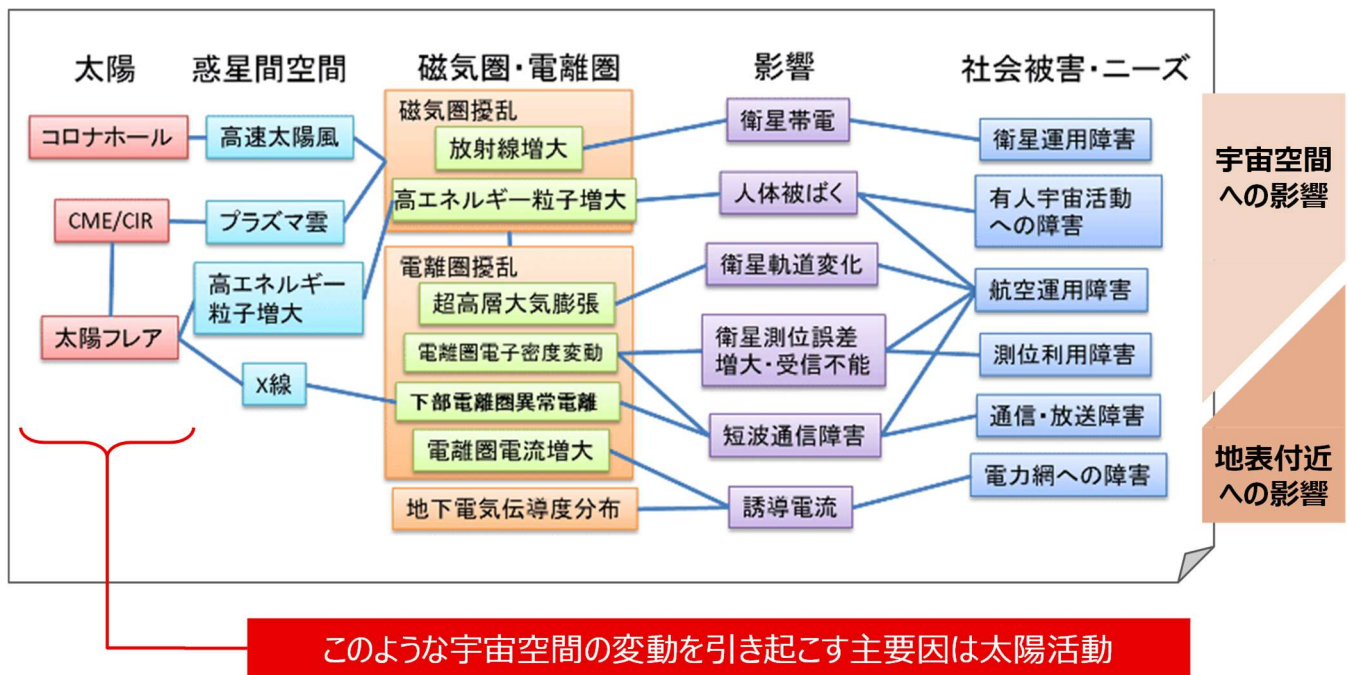 太陽
惑星間空間
磁気圏・電離圏
影響
社会被害・ニーズ
コロナホール
高速太陽風
磁気圏擾乱
放射線増大
衛星帯電
衛星運用障害
CME/CIR
プラズマ雲
高エネルギー粒子増大
人体被ばく
有人宇宙活動
への障害
高エネルギー
粒子増大
電離圏擾乱
超高層大気膨張
衛星軌道変化
航空運用障害
太陽フレア
電離圏電子密度変動
衛星測位誤差
増大・受信不能
測位利用障害
X線
下部電離圏異常電離
短波通信障害
通信・放送障害
電離圏電流増大
電力網への障害
地下電気伝導度分布
誘導電流
宇宙空間
への影響
地表付近
への影響
このような宇宙空間の変動を引き起こす主要因は太陽活動